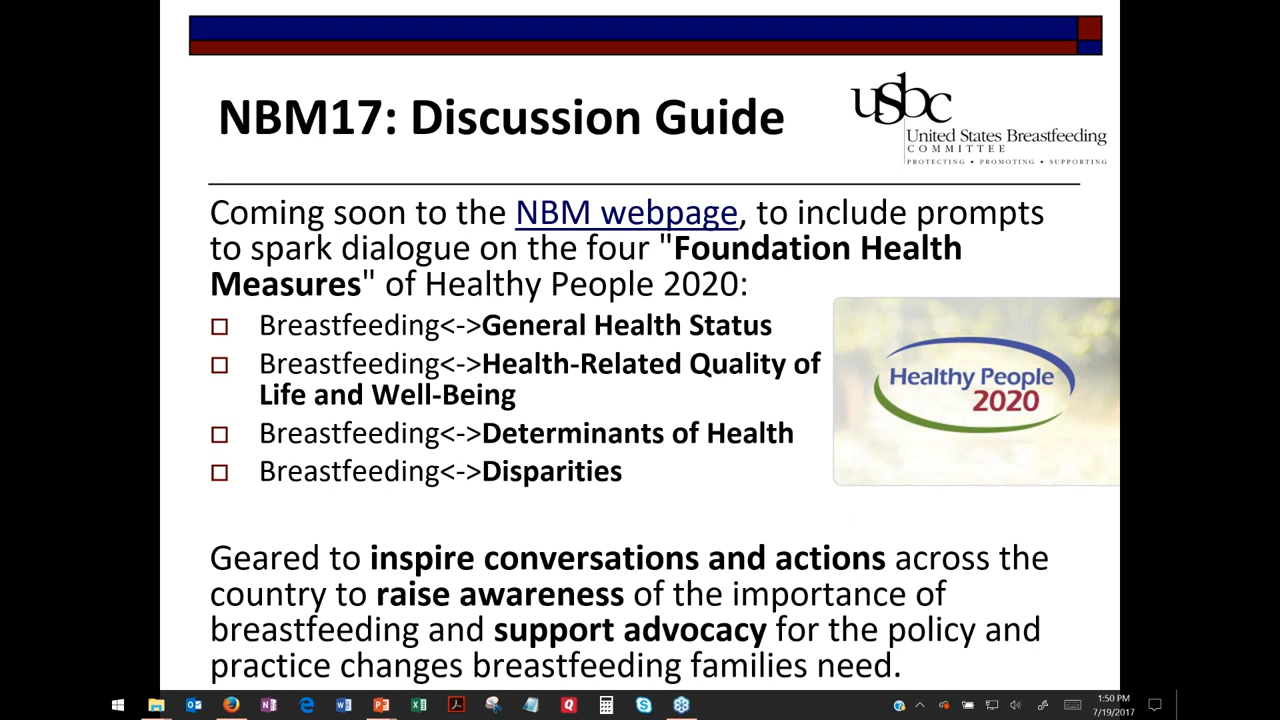 NBM17: Discussion Guide
usbc
United States Breastfeeding
COMMITTEE
PROTECTING • PROMOTING • SUPPORTING
Coming soon to the NBM webpage, to include prompts
to spark dialogue on the four "Foundation Health
Measures" of Healthy People 2020:
Breastfeeding<->General Health Status
Breastfeeding<->Health-Related Quality of
Life and Well-Being
Breastfeeding<->Determinants of Health
Breastfeeding<->Disparities
Healthy People
2020
Geared to inspire conversations and actions across the
country to raise awareness of the importance of
breastfeeding and support advocacy for the policy and
practice changes breastfeeding families need.
1:50 PM
7/19/2017